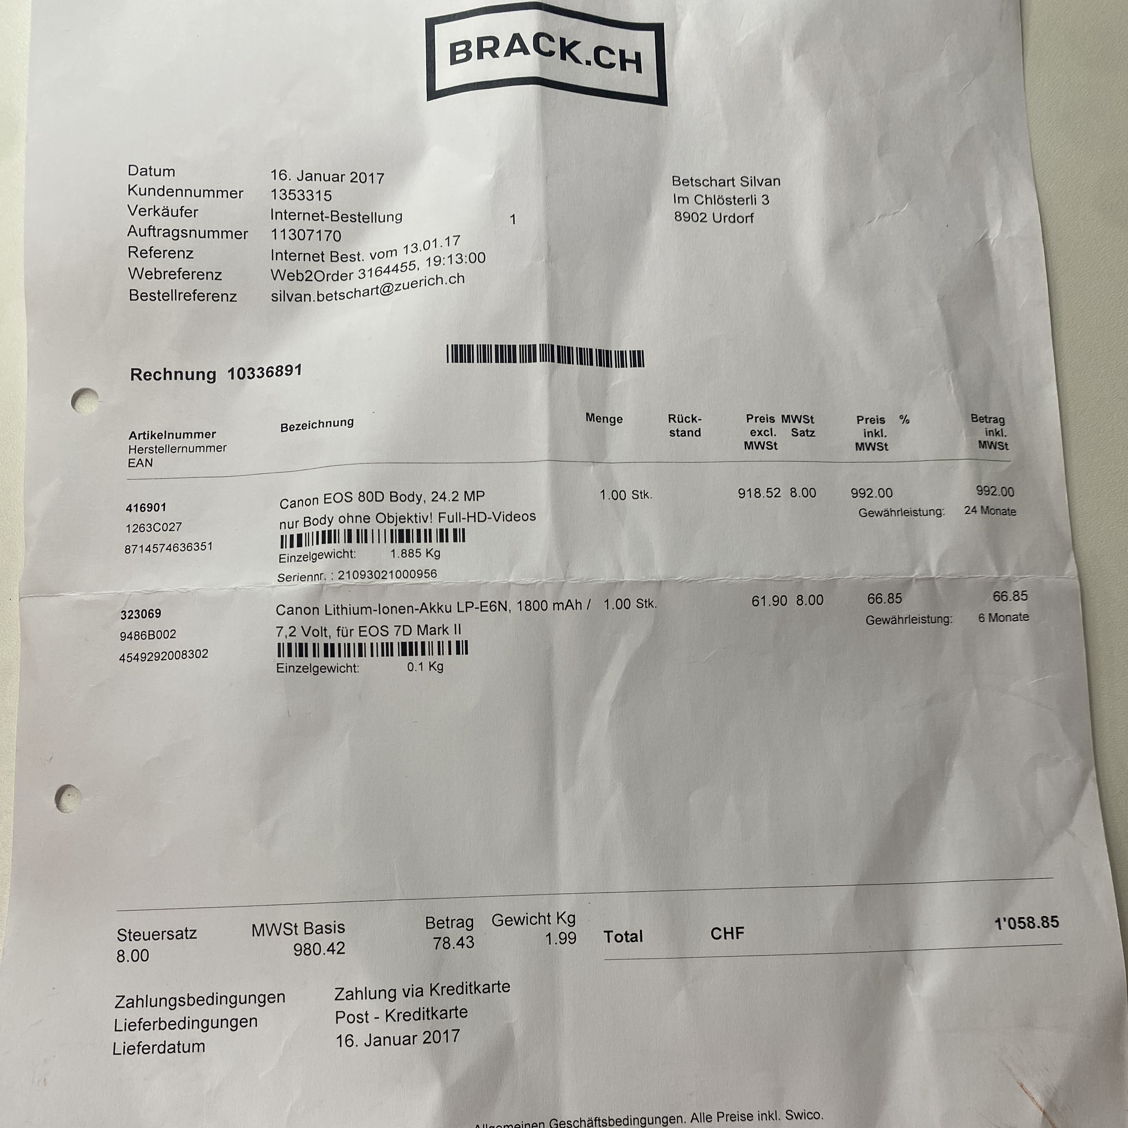 BRACK.CH
Datum 16. Januar 2017
Kundennummer 1353315
Verkäufer Internet-Bestellung 1
Auftragsnummer 11307170
Referenz Internet Best. vom 13.01.17
Webreferenz Web2Order 3164455, 19:13:00
Bestellreferenz silvan.betschart@zuerich.ch
Betschart Silvan
Im Chlösterli 3
8902 Urdorf
Rechnung 10336891
Artikelnummer
Herstellernummer
EAN
Bezeichnung
Menge
Rück-
stand
Preis
excl.
MWSt
MWSt
Satz
Preis
inkl.
MWSt
%
Betrag
inkl.
MWSt
416901 Canon EOS 80D Body, 24.2 MP 1.00 Stk. 918.52 8.00 992.00 992.00
1263C027 nur Body ohne Objektiv! Full-HD-Videos Gewährleistung: 24 Monate
8714574636351
Einzelgewicht: 1.885 Kg
Seriennr. : 21093021000956
323069 Canon Lithium-Ionen-Akku LP-E6N, 1800 mAh / 1.00 Stk. 61.90 8.00 66.85 66.85
9486B002 7,2 Volt, für EOS 7D Mark II Gewährleistung: 6 Monate
4549292008302
Einzelgewicht: 0.1 Kg
Steuersatz MWSt Basis Betrag Gewicht Kg
8.00 980.42 78.43 1.99 Total CHF 1'058.85
Zahlungsbedingungen Zahlung via Kreditkarte
Lieferbedingungen Post - Kreditkarte
Lieferdatum 16. Januar 2017
Geschäftsbedingungen. Alle Preise inkl. Swico.